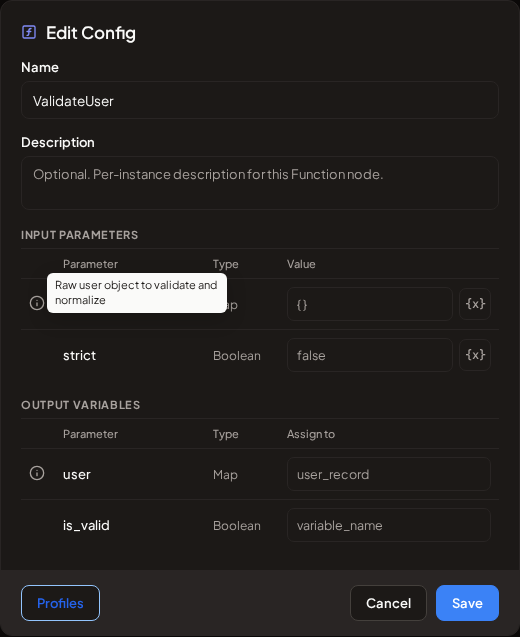 Edit Config
Name
ValidateUser
Description
Optional. Per-instance description for this Function node.
INPUT PARAMETERS
Parameter Type Value
Raw user object to validate and
normalize
{} {x}
strict Boolean false {x}
OUTPUT VARIABLES
Parameter Type Assign to
user Map user_record
is_valid Boolean variable_name
Profiles Cancel Save